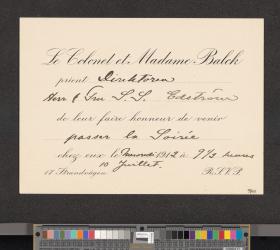 Le Colonel et Madame Balck
prient Direktören
Herr & Fru S. S. Edström
de leur faire honneur de venir
passer la Soirée
chez eux le Mercredi 1912 à 9½ heures
10 Juillet.
17 Strandvägen R.S.V.P.